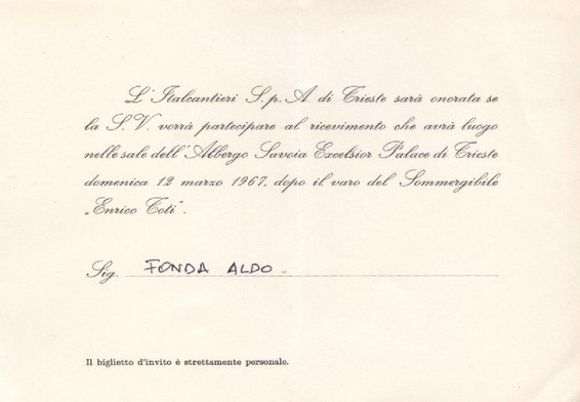 L'Italcantieri S.p.A. di Trieste sarà onorata se
la S.V. vorrà partecipare al ricevimento che avrà luogo
nelle sale dell'Albergo Savoia Excelsior Palace di Trieste
domenica 12 marzo 1967, dopo il varo del Sommergibile
„Enrico Toti".
Sig. FONDA ALDO
Il biglietto d'invito è strettamente personale.